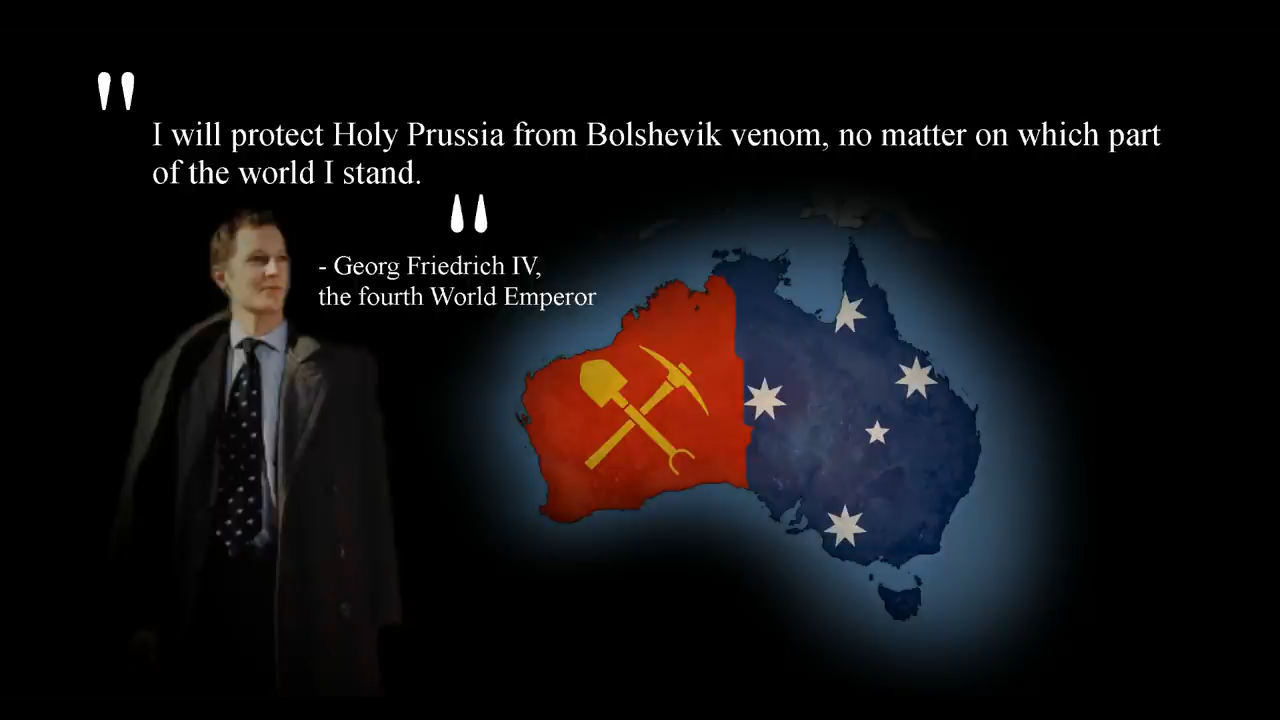 "
I will protect Holy Prussia from Bolshevik venom, no matter on which part
of the world I stand.
"
- Georg Friedrich IV,
the fourth World Emperor